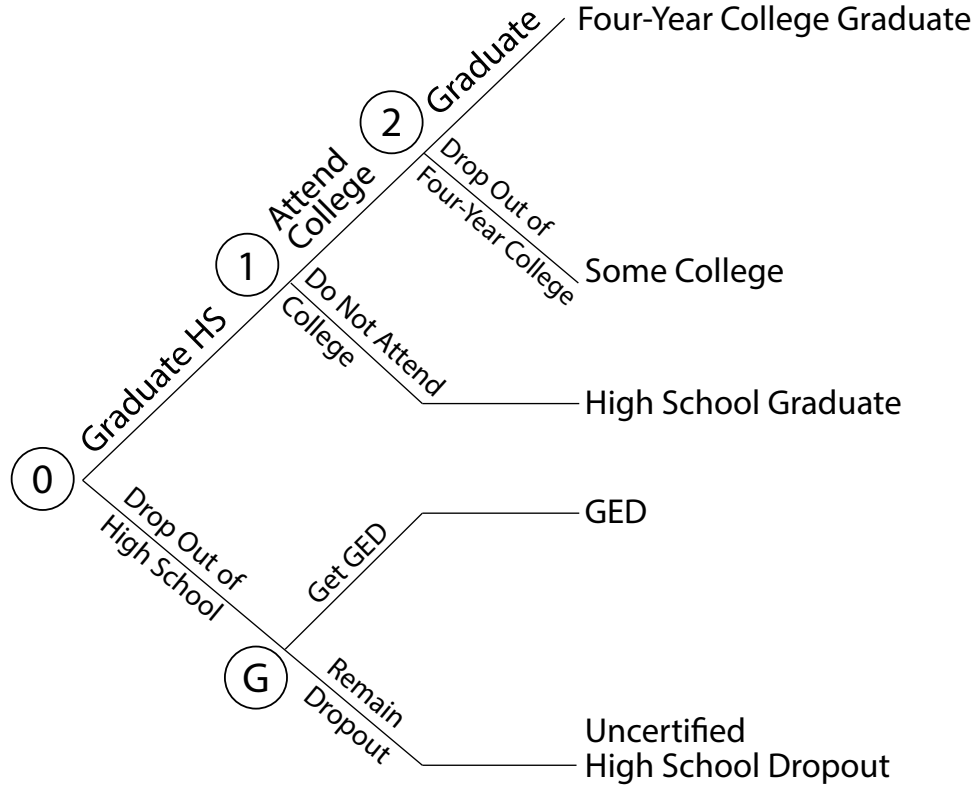 Graduate
Four-Year College Graduate
2
Drop Out of
Four-Year College
Some College
Attend
College
1
Do Not Attend
College
High School Graduate
Graduate HS
0
Drop Out of
High School
Get GED
GED
G
Remain
Dropout
Uncertified
High School Dropout